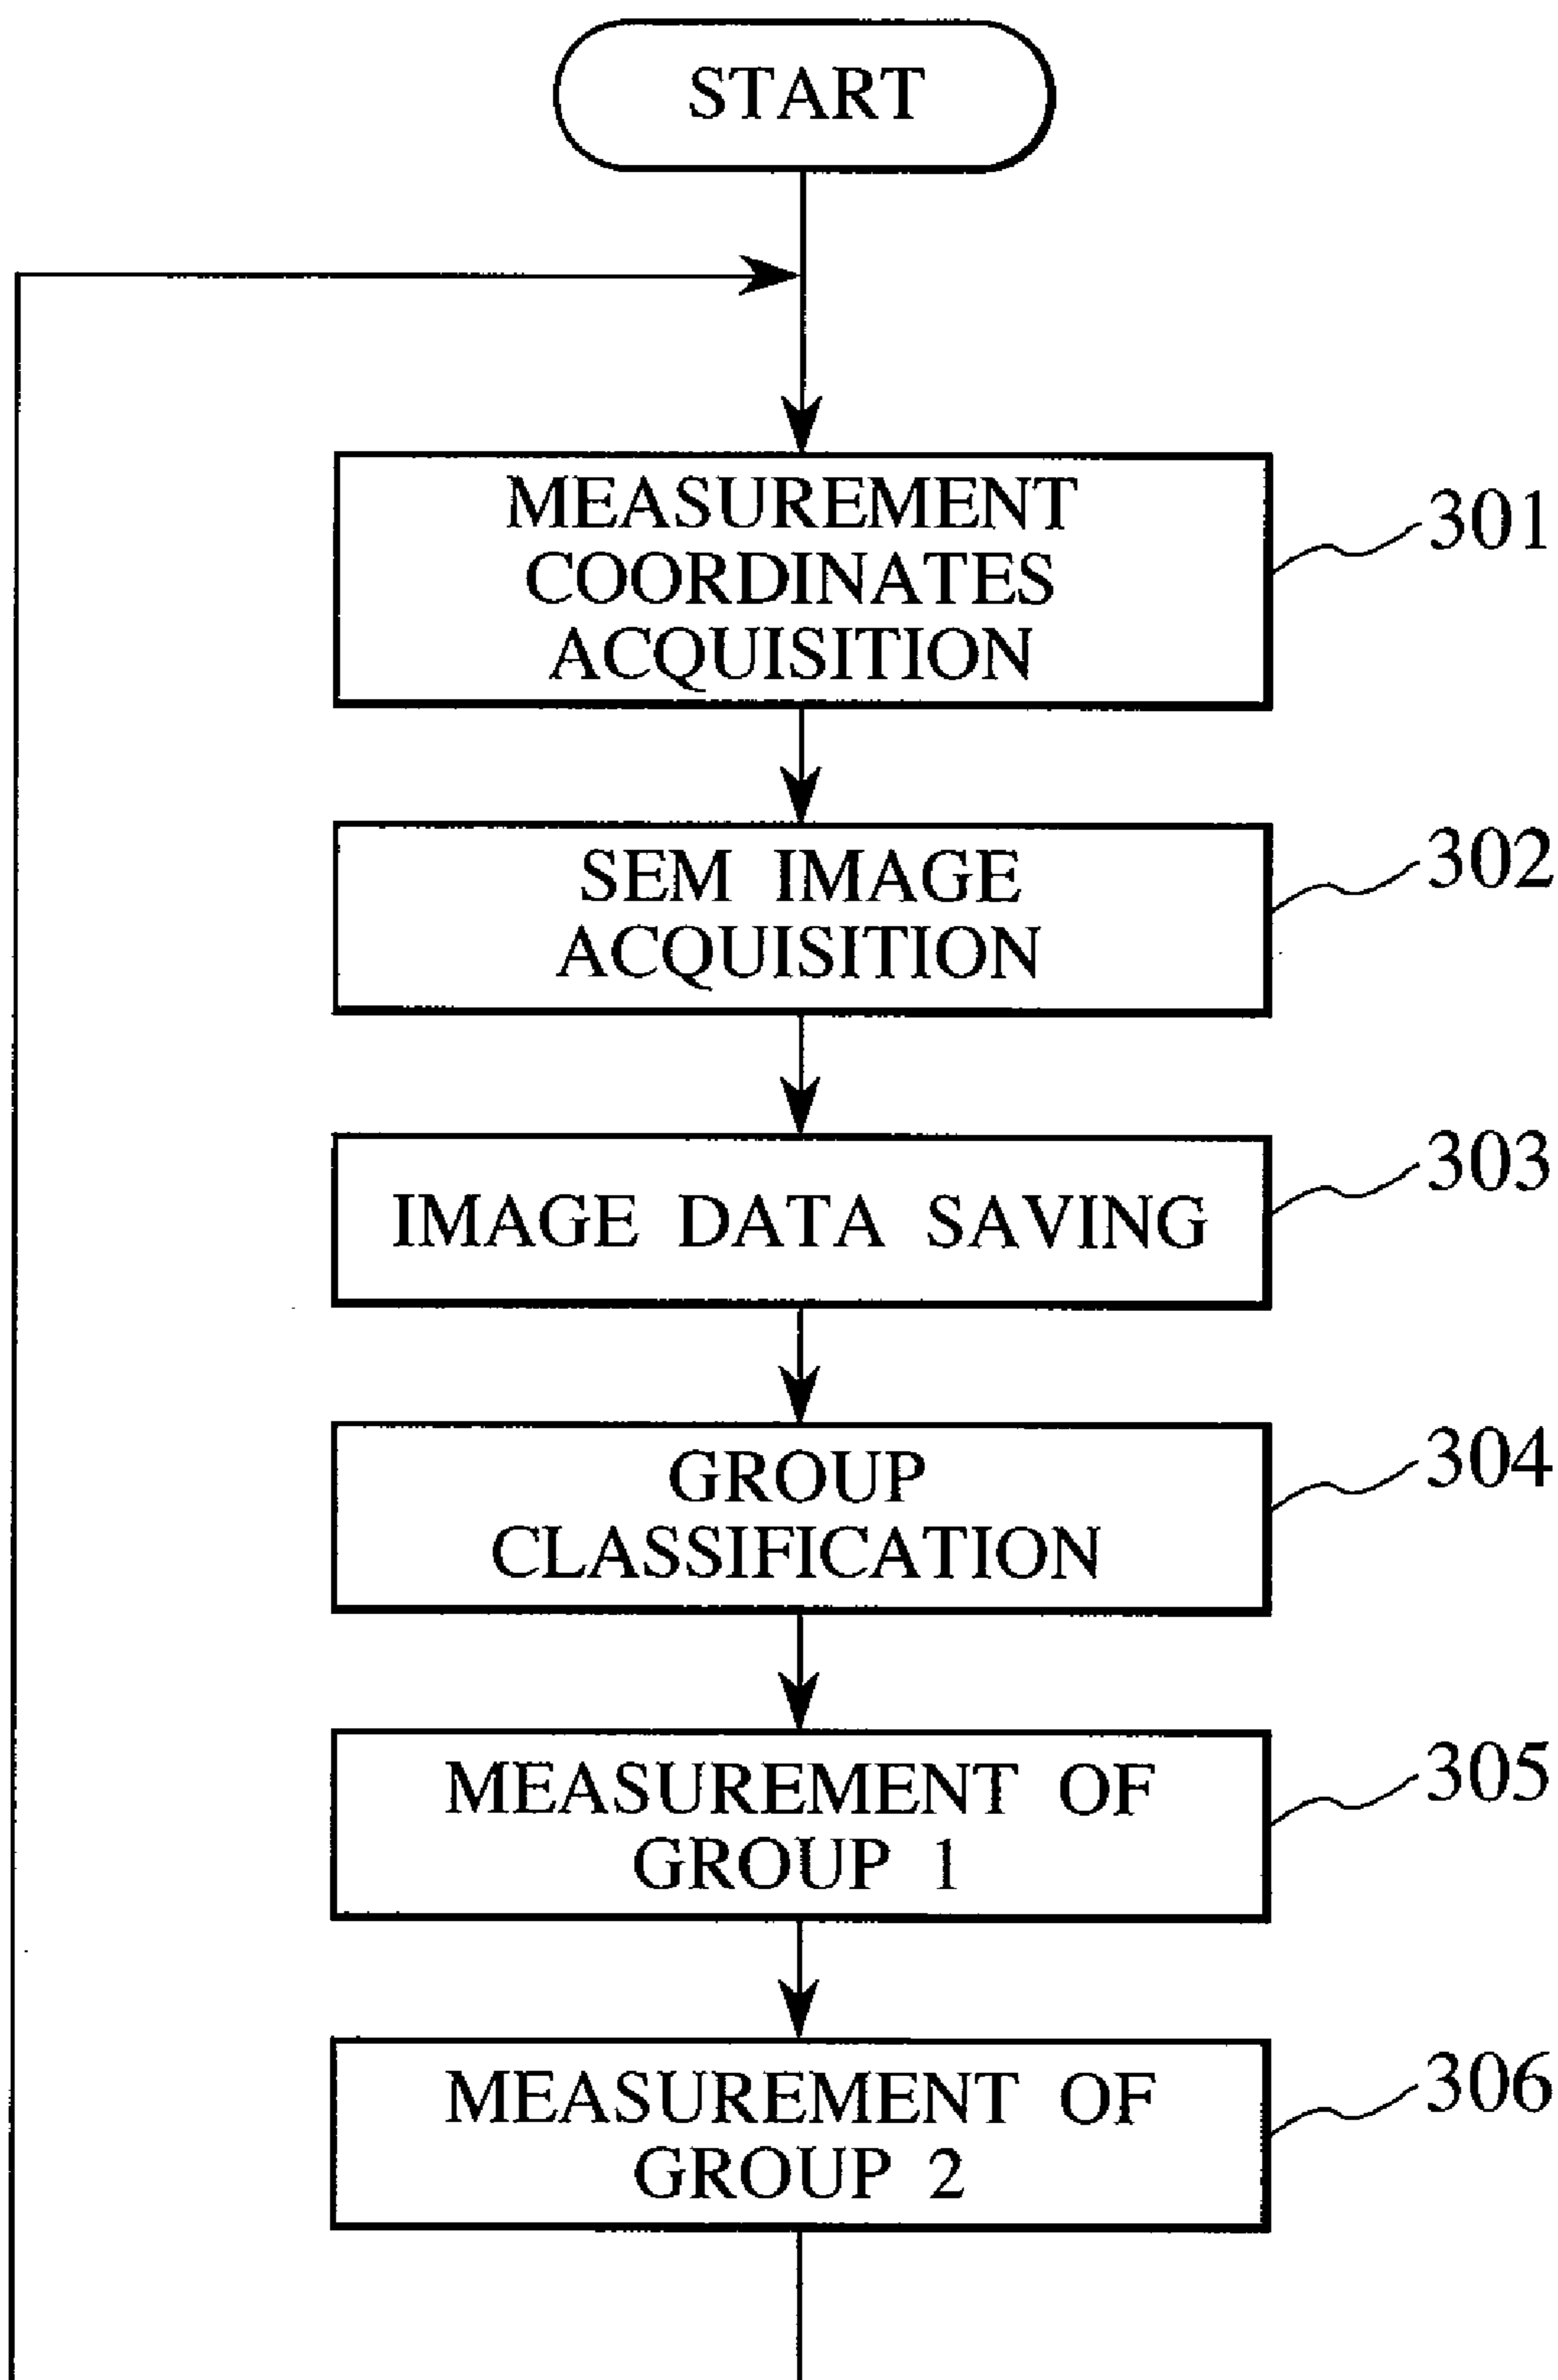 START
MEASUREMENT
COORDINATES
ACQUISITION
301
SEM IMAGE
ACQUISITION
302
IMAGE DATA SAVING
303
GROUP
CLASSIFICATION
304
MEASUREMENT OF
GROUP 1
305
MEASUREMENT OF
GROUP 2
306